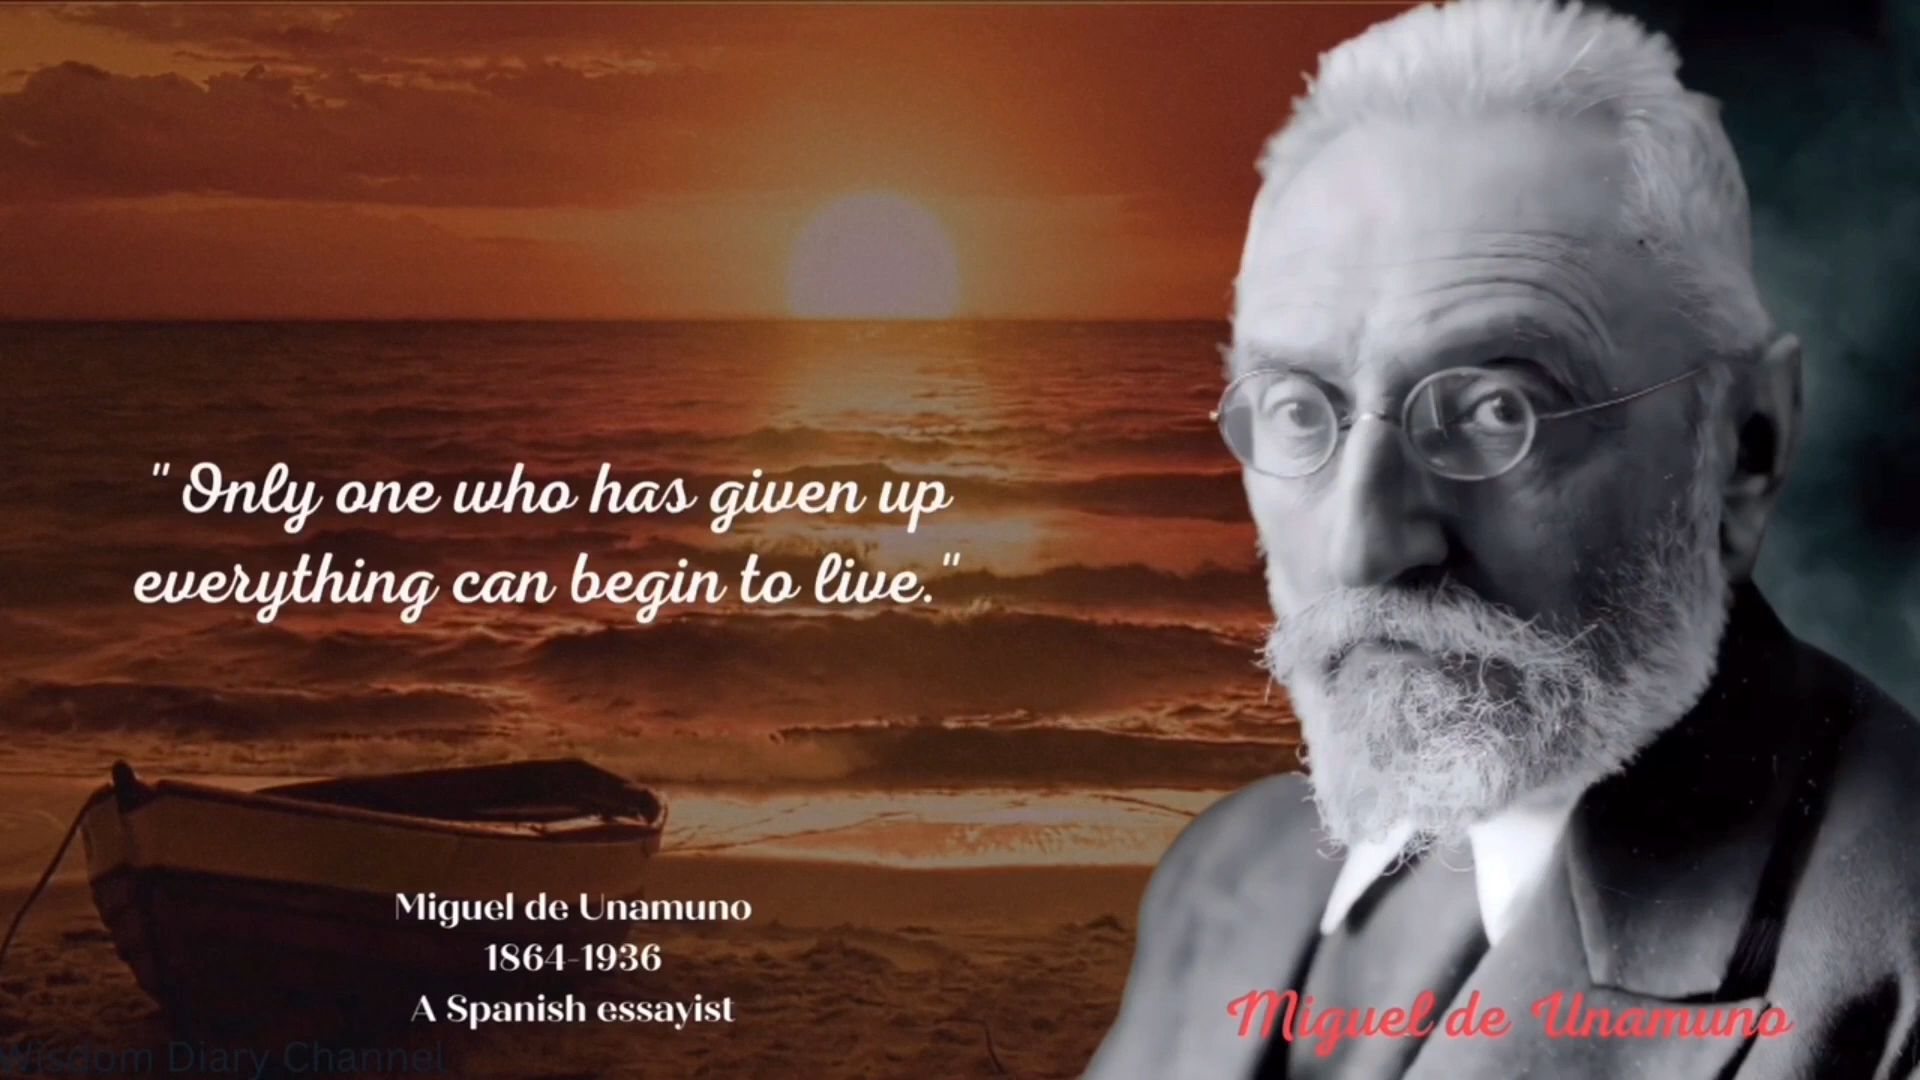 " Only one who has given up
everything can begin to live."
Miguel de Unamuno
1864-1936
A Spanish essayist
Miguel de Unamuno
Wisdom Diary Channel